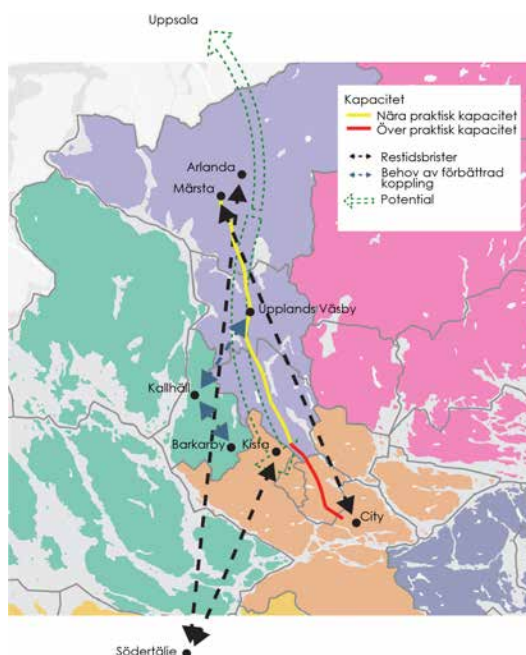 Uppsala
Kapacitet
Nära praktisk kapacitet
Över praktisk kapacitet
Restidsbrister
Behov av förbättrad
koppling
Potential
Arlanda
Märsta
Upplands Väsby
Kallhäll
Barkarby
Kista
City
Södertälje